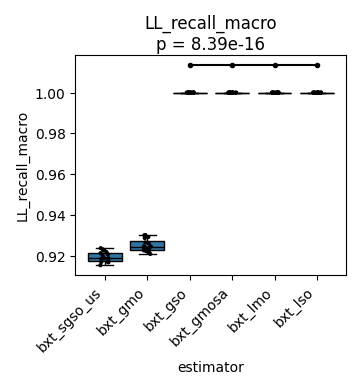 LL_recall_macro
p = 8.39e-16
LL_recall_macro
1.00
0.98
0.96
0.94
0.92
bxt_sgso_us
bxt_gmo
bxt_gso
bxt_gmosa
bxt_lmo
bxt_lso
estimator